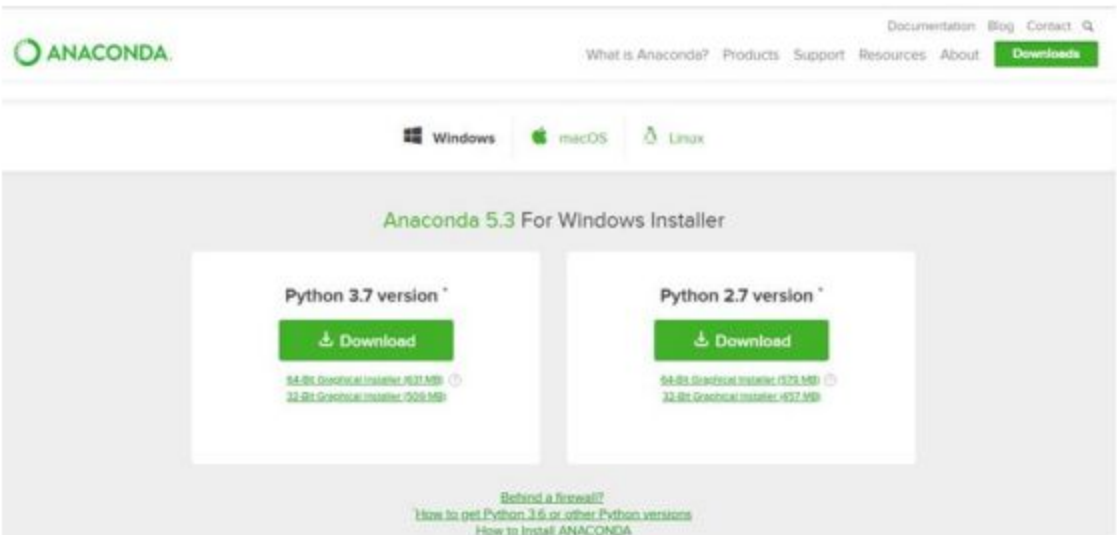 Documentation Blog Contact
ANACONDA.
What is Anaconda? Products Support Resources About Downloads
Windows macOS Linux
Anaconda 5.3 For Windows Installer
Python 3.7 version *
Download
64-Bit Graphical Installer (631 MB) ?
32-Bit Graphical Installer (509 MB)
Python 2.7 version *
Download
64-Bit Graphical Installer (579 MB) ?
32-Bit Graphical Installer (457 MB)
Behind a firewall?
*How to get Python 3.6 or other Python versions
How to Install ANACONDA